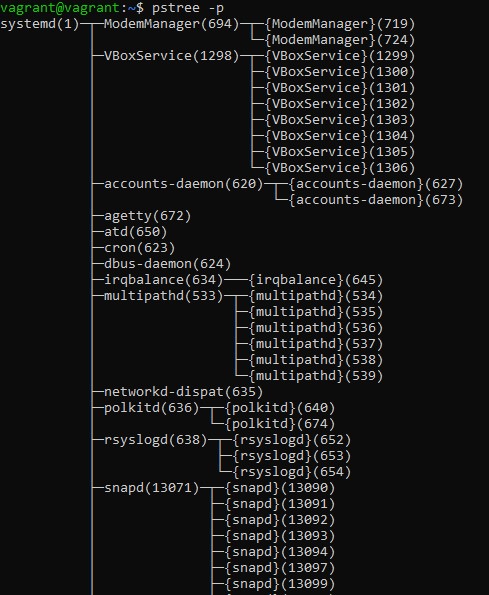 vagrant@vagrant:~$ pstree -p
systemd(1)─┬─ModemManager(694)─┬─{ModemManager}(719)
           │                   └─{ModemManager}(724)
           ├─VBoxService(1298)─┬─{VBoxService}(1299)
           │                   ├─{VBoxService}(1300)
           │                   ├─{VBoxService}(1301)
           │                   ├─{VBoxService}(1302)
           │                   ├─{VBoxService}(1303)
           │                   ├─{VBoxService}(1304)
           │                   ├─{VBoxService}(1305)
           │                   └─{VBoxService}(1306)
           ├─accounts-daemon(620)─┬─{accounts-daemon}(627)
           │                      └─{accounts-daemon}(673)
           ├─agetty(672)
           ├─atd(650)
           ├─cron(623)
           ├─dbus-daemon(624)
           ├─irqbalance(634)───{irqbalance}(645)
           ├─multipathd(533)─┬─{multipathd}(534)
           │                 ├─{multipathd}(535)
           │                 ├─{multipathd}(536)
           │                 ├─{multipathd}(537)
           │                 ├─{multipathd}(538)
           │                 └─{multipathd}(539)
           ├─networkd-dispat(635)
           ├─polkitd(636)─┬─{polkitd}(640)
           │              └─{polkitd}(674)
           ├─rsyslogd(638)─┬─{rsyslogd}(652)
           │               ├─{rsyslogd}(653)
           │               └─{rsyslogd}(654)
           ├─snapd(13071)─┬─{snapd}(13090)
           │              ├─{snapd}(13091)
           │              ├─{snapd}(13092)
           │              ├─{snapd}(13093)
           │              ├─{snapd}(13094)
           │              ├─{snapd}(13097)
           │              ├─{snapd}(13099)